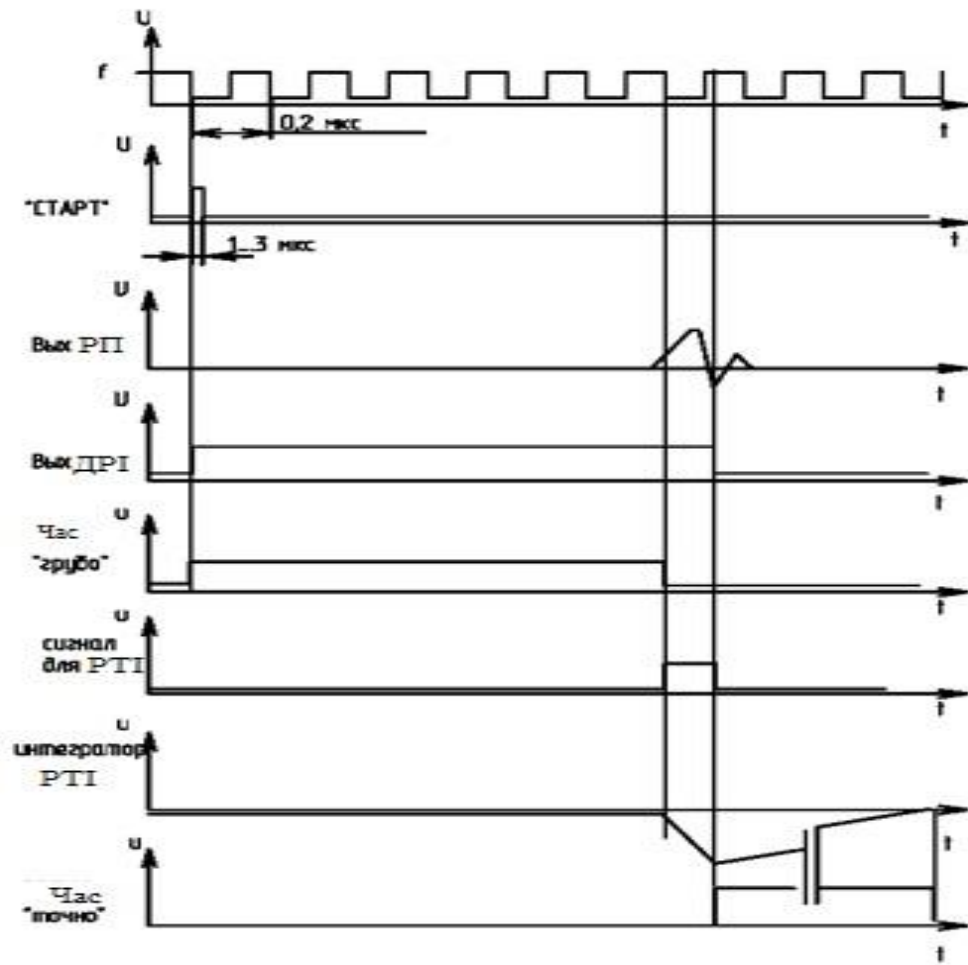 U
f
0,2 мкс
t
U
"СТАРТ"
1...3 мкс
t
U
Вых РП
t
U
Вых ДРІ
t
U
Час
"грубо"
t
U
сигнал
для РТІ
t
U
интегратор
РТІ
t
U
Час
"точно"
t